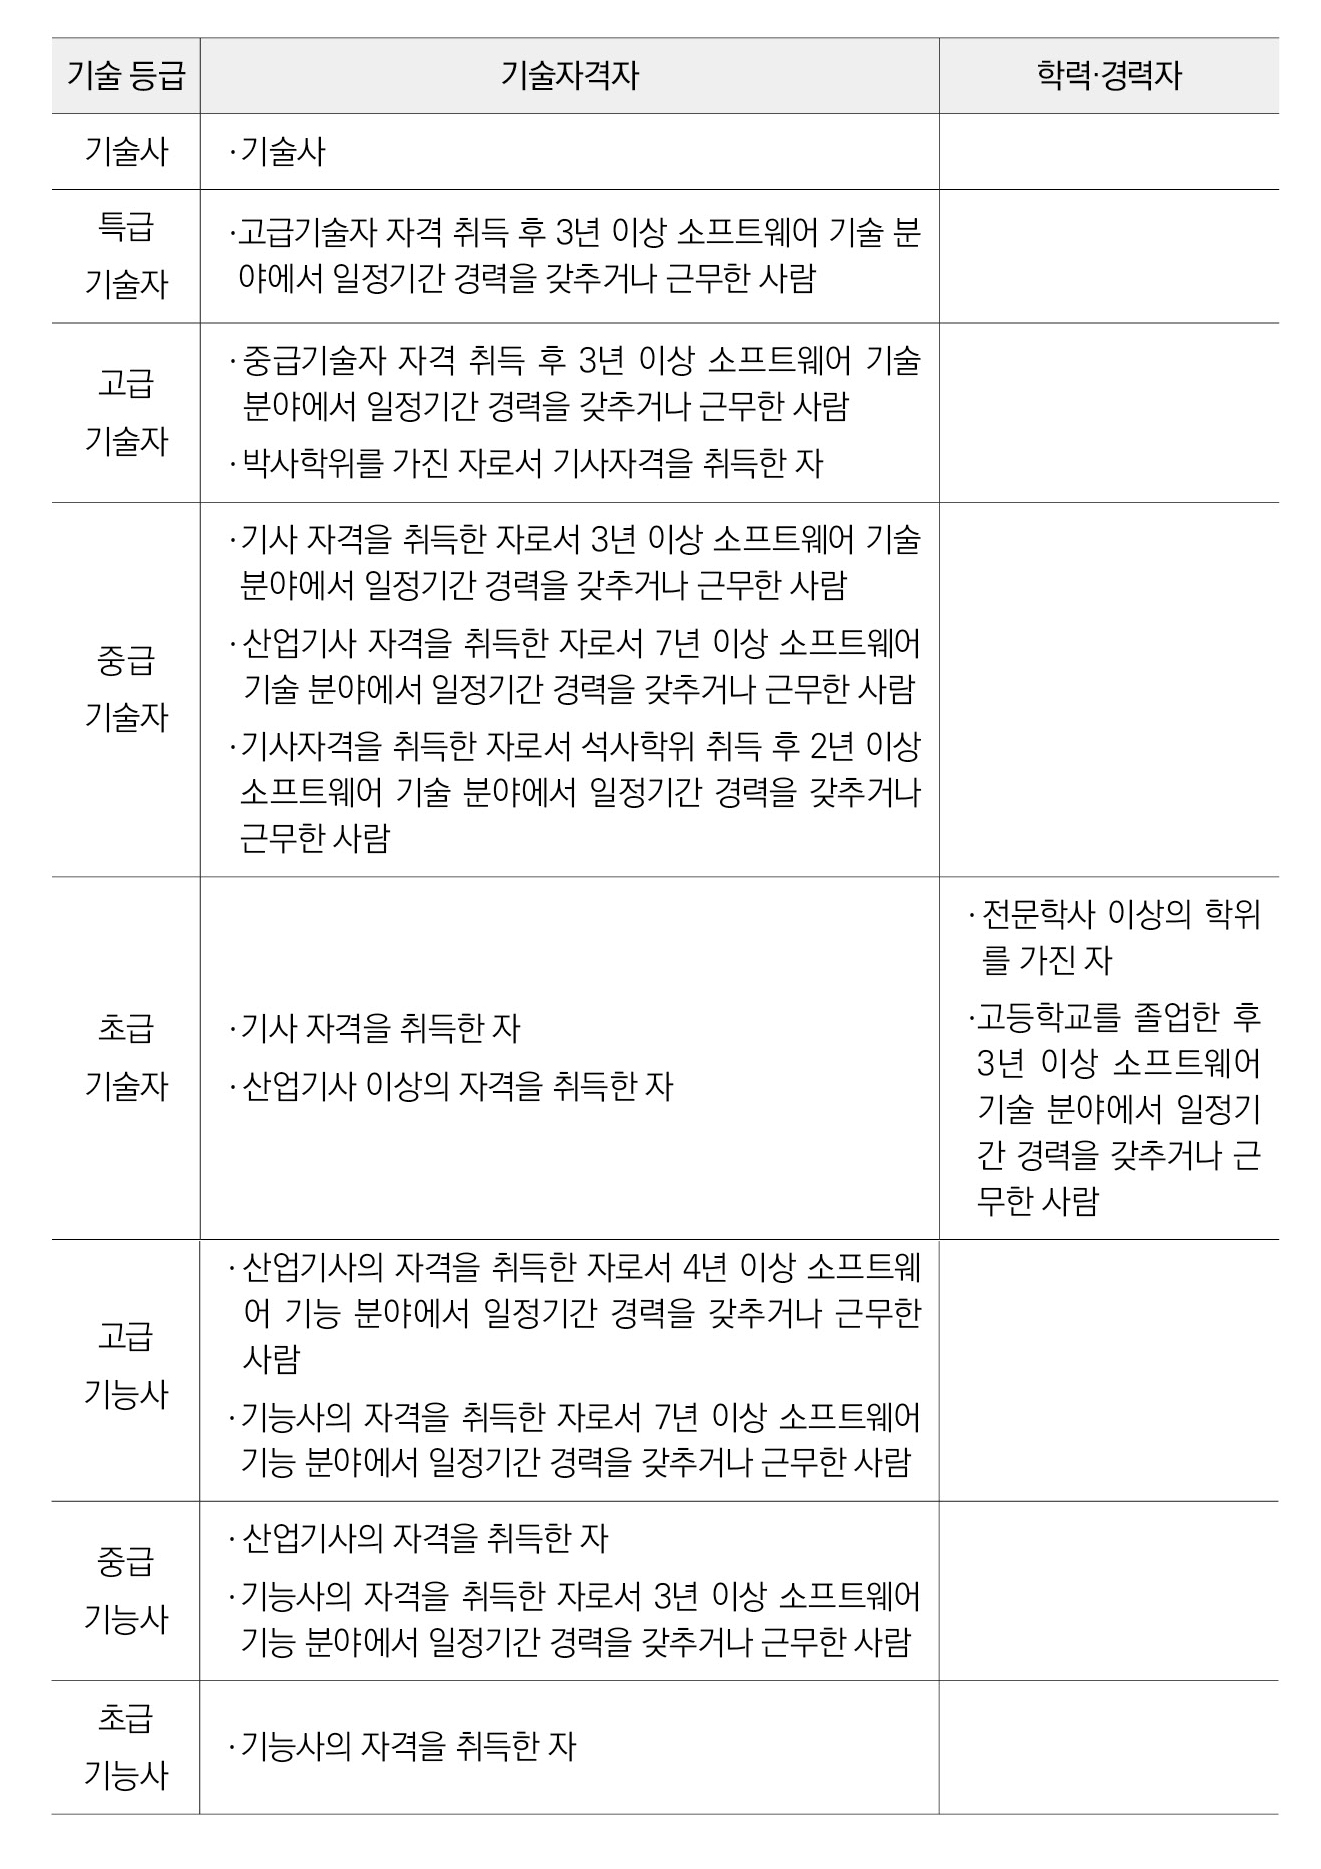 기술 등급 기술자격자 학력·경력자
기술사 · 기술사
특급
기술자
·고급기술자 자격 취득 후 3년 이상 소프트웨어 기술 분
야에서 일정기간 경력을 갖추거나 근무한 사람
고급
기술자
· 중급기술자 자격 취득 후 3년 이상 소프트웨어 기술
분야에서 일정기간 경력을 갖추거나 근무한 사람
· 박사학위를 가진 자로서 기사자격을 취득한 자
중급
기술자
· 기사 자격을 취득한 자로서 3년 이상 소프트웨어 기술
분야에서 일정기간 경력을 갖추거나 근무한 사람
· 산업기사 자격을 취득한 자로서 7년 이상 소프트웨어
기술 분야에서 일정기간 경력을 갖추거나 근무한 사람
· 기사자격을 취득한 자로서 석사학위 취득 후 2년 이상
소프트웨어 기술 분야에서 일정기간 경력을 갖추거나
근무한 사람
초급
기술자
· 기사 자격을 취득한 자
· 산업기사 이상의 자격을 취득한 자
· 전문학사 이상의 학위
를 가진 자
·고등학교를 졸업한 후
3년 이상 소프트웨어
기술 분야에서 일정기
간 경력을 갖추거나 근
무한 사람
고급
기능사
· 산업기사의 자격을 취득한 자로서 4년 이상 소프트웨
어 기능 분야에서 일정기간 경력을 갖추거나 근무한
사람
· 기능사의 자격을 취득한 자로서 7년 이상 소프트웨어
기능 분야에서 일정기간 경력을 갖추거나 근무한 사람
중급
기능사
· 산업기사의 자격을 취득한 자
· 기능사의 자격을 취득한 자로서 3년 이상 소프트웨어
기능 분야에서 일정기간 경력을 갖추거나 근무한 사람
초급
기능사
· 기능사의 자격을 취득한 자